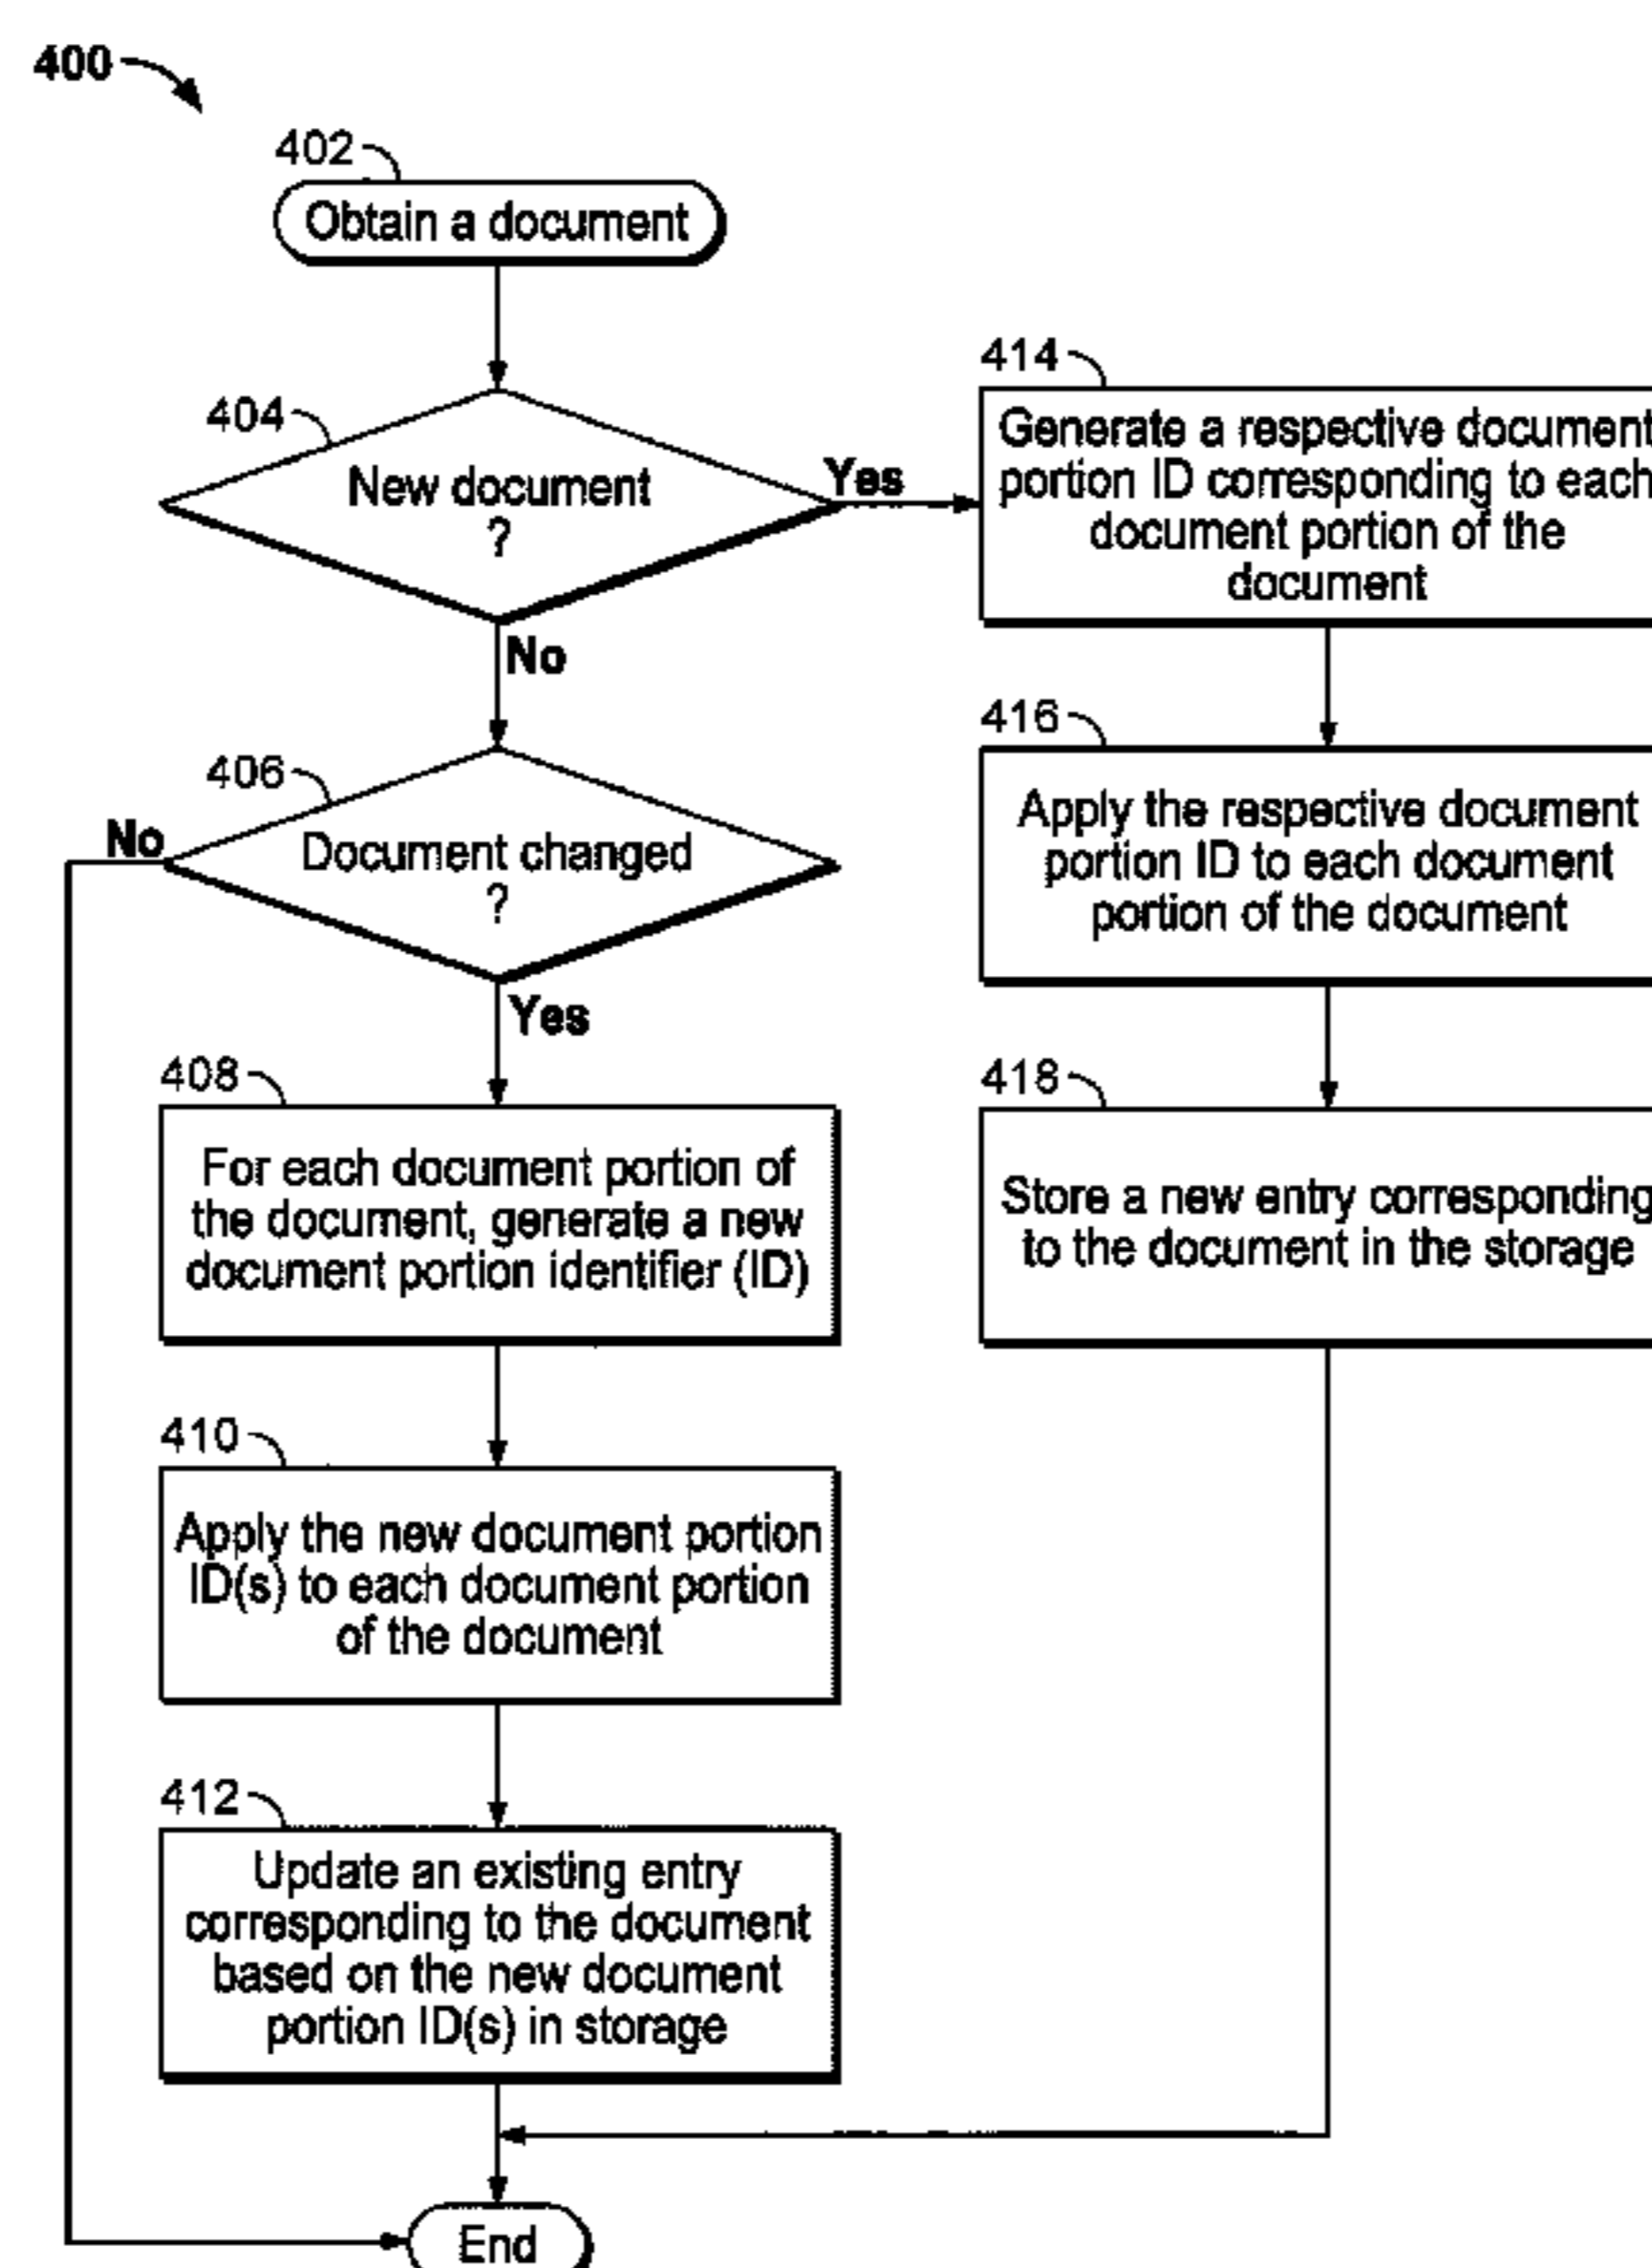 400
402
Obtain a document
404
New document
?
Yes
No
406
Document changed
?
No
Yes
408
For each document portion of
the document, generate a new
document portion identifier (ID)
410
Apply the new document portion
ID(s) to each document portion
of the document
412
Update an existing entry
corresponding to the document
based on the new document
portion ID(s) in storage
414
Generate a respective document
portion ID corresponding to each
document portion of the
document
416
Apply the respective document
portion ID to each document
portion of the document
418
Store a new entry corresponding
to the document in the storage
End